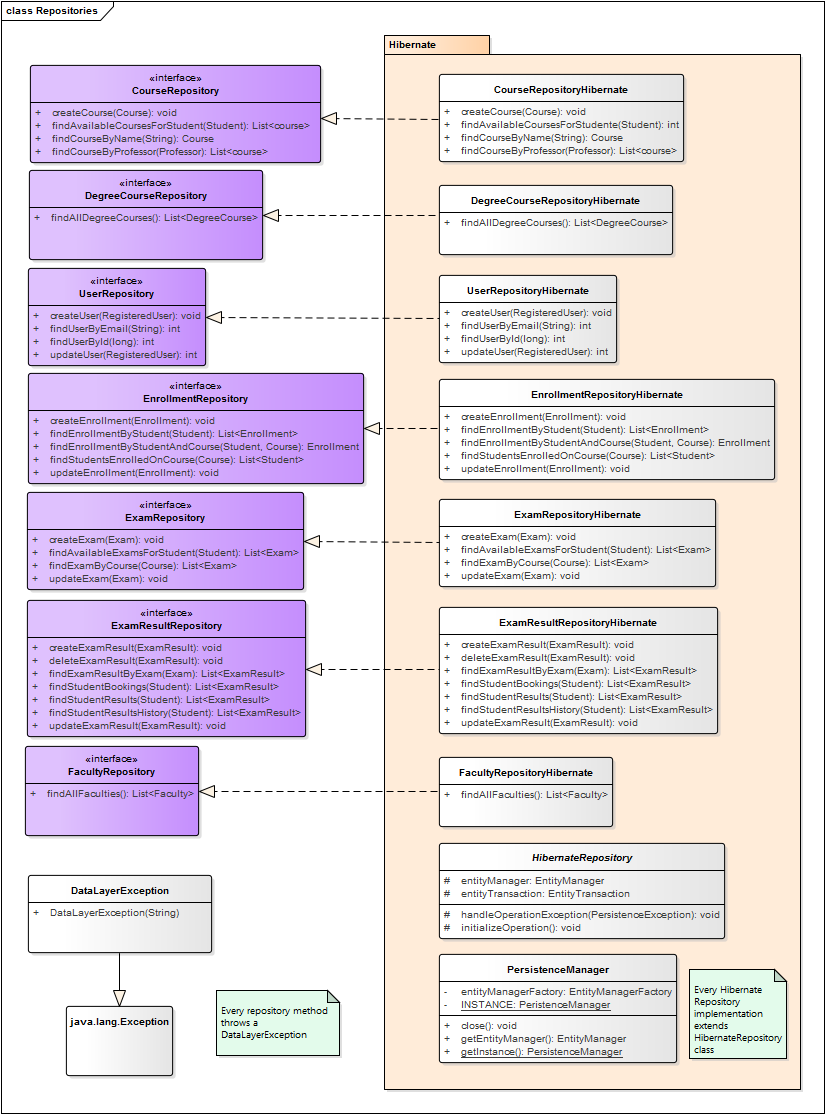 class Repositories
Hibernate
«interface»
CourseRepository
+ createCourse(Course): void
+ findAvailableCoursesForStudent(Student): List<course>
+ findCourseByName(String): Course
+ findCourseByProfessor(Professor): List<course>
CourseRepositoryHibernate
+ createCourse(Course): void
+ findAvailableCoursesForStudente(Student): int
+ findCourseByName(String): Course
+ findCourseByProfessor(Professor): List<course>
«interface»
DegreeCourseRepository
+ findAllDegreeCourses(): List<DegreeCourse>
DegreeCourseRepositoryHibernate
+ findAllDegreeCourses(): List<DegreeCourse>
«interface»
UserRepository
+ createUser(RegisteredUser): void
+ findUserByEmail(String): int
+ findUserById(long): int
+ updateUser(RegisteredUser): int
UserRepositoryHibernate
+ createUser(RegisteredUser): void
+ findUserByEmail(String): int
+ findUserById(long): int
+ updateUser(RegisteredUser): int
«interface»
EnrollmentRepository
+ createEnrollment(Enrollment): void
+ findEnrollmentByStudent(Student): List<Enrollment>
+ findEnrollmentByStudentAndCourse(Student, Course): Enrollment
+ findStudentsEnrolledOnCourse(Course): List<Student>
+ updateEnrollment(Enrollment): void
EnrollmentRepositoryHibernate
+ createEnrollment(Enrollment): void
+ findEnrollmentByStudent(Student): List<Enrollment>
+ findEnrollmentByStudentAndCourse(Student, Course): Enrollment
+ findStudentsEnrolledOnCourse(Course): List<Student>
+ updateEnrollment(Enrollment): void
«interface»
ExamRepository
+ createExam(Exam): void
+ findAvailableExamsForStudent(Student): List<Exam>
+ findExamByCourse(Course): List<Exam>
+ updateExam(Exam): void
ExamRepositoryHibernate
+ createExam(Exam): void
+ findAvailableExamsForStudent(Student): List<Exam>
+ findExamByCourse(Course): List<Exam>
+ updateExam(Exam): void
«interface»
ExamResultRepository
+ createExamResult(ExamResult): void
+ deleteExamResult(ExamResult): void
+ findExamResultByExam(Exam): List<ExamResult>
+ findStudentBookings(Student): List<ExamResult>
+ findStudentResults(Student): List<ExamResult>
+ findStudentResultsHistory(Student): List<ExamResult>
+ updateExamResult(ExamResult): void
ExamResultRepositoryHibernate
+ createExamResult(ExamResult): void
+ deleteExamResult(ExamResult): void
+ findExamResultByExam(Exam): List<ExamResult>
+ findStudentBookings(Student): List<ExamResult>
+ findStudentResults(Student): List<ExamResult>
+ findStudentResultsHistory(Student): List<ExamResult>
+ updateExamResult(ExamResult): void
«interface»
FacultyRepository
+ findAllFaculties(): List<Faculty>
FacultyRepositoryHibernate
+ findAllFaculties(): List<Faculty>
HibernateRepository
# entityManager: EntityManager
# entityTransaction: EntityTransaction
# handleOperationException(PersistenceException): void
# initializeOperation(): void
DataLayerException
+ DataLayerException(String)
java.lang.Exception
Every repository method
throws a
DataLayerException
PersistenceManager
- entityManagerFactory: EntityManagerFactory
- INSTANCE: PeristenceManager
+ close(): void
+ getEntityManager(): EntityManager
+ getInstance(): PersistenceManager
Every Hibernate
Repository
implementation
extends
HibernateRepository
class